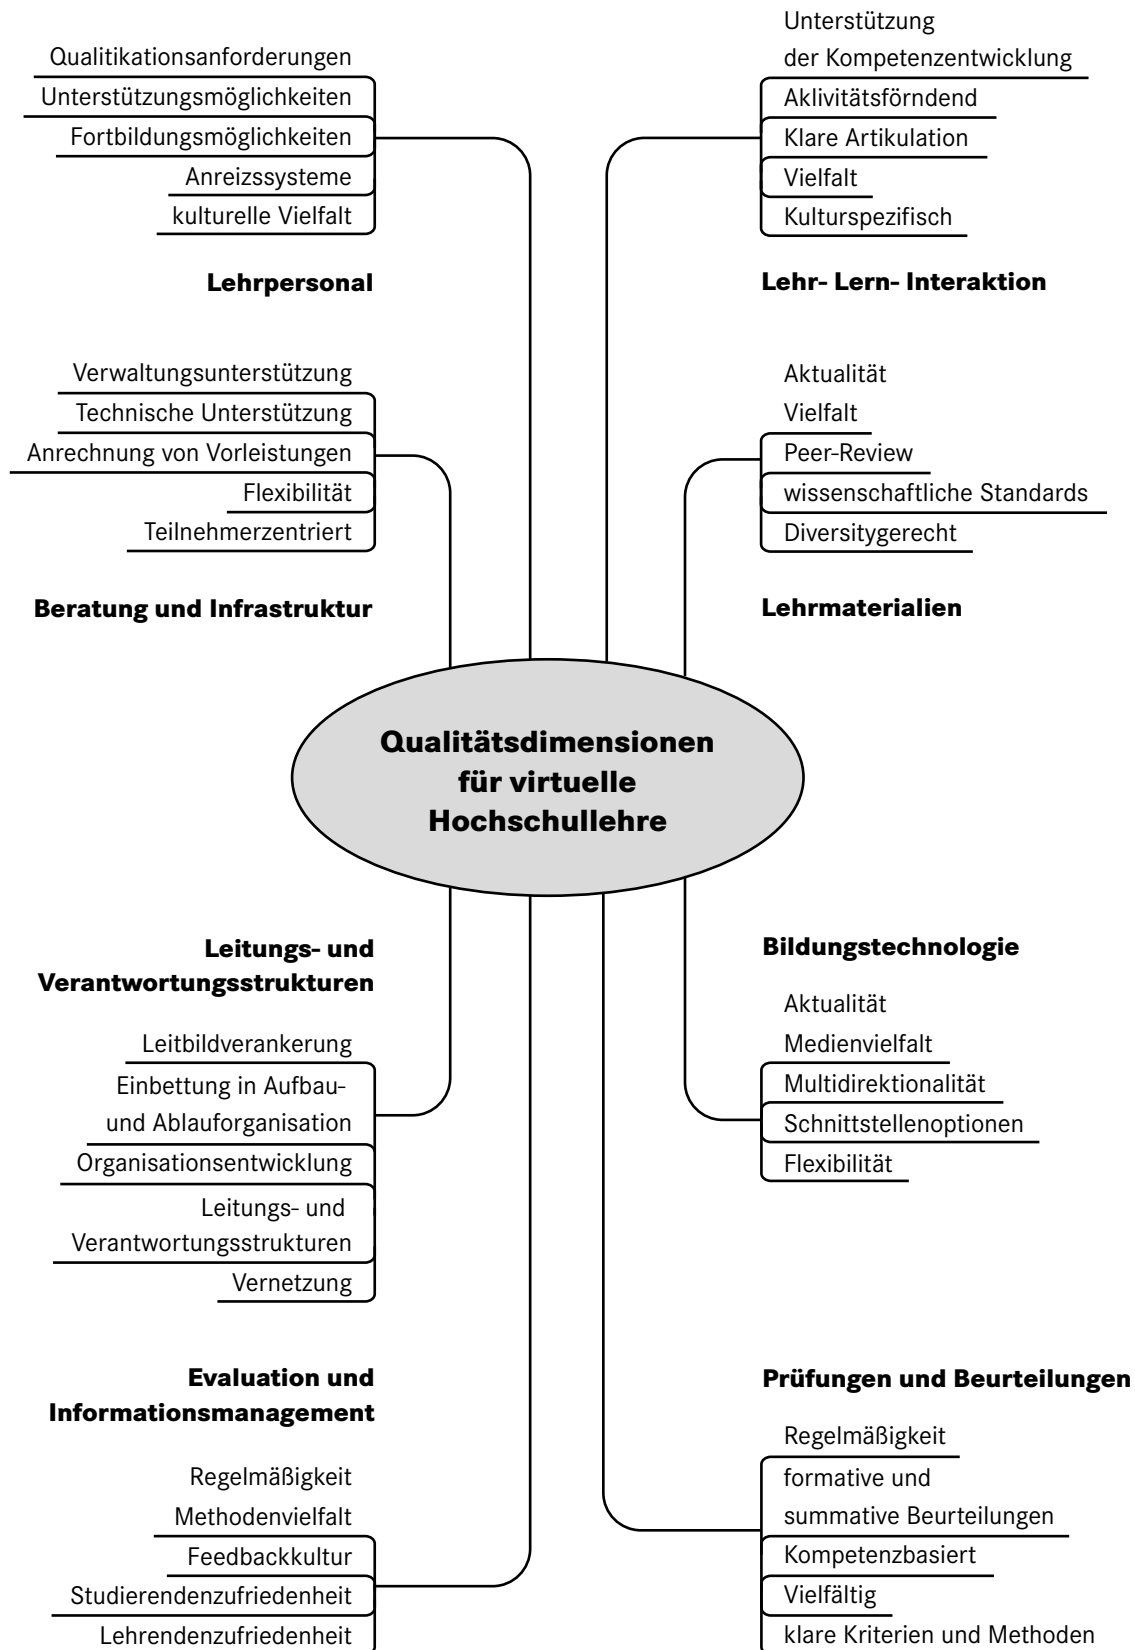 Qualitikationsanforderungen
Unterstützungsmöglichkeiten
Fortbildungsmöglichkeiten
Anreizssysteme
kulturelle Vielfalt
Lehrpersonal
Unterstützung
der Kompetenzentwicklung
Aklivitätsförndend
Klare Artikulation
Vielfalt
Kulturspezifisch
Lehr- Lern- Interaktion
Verwaltungsunterstützung
Technische Unterstützung
Anrechnung von Vorleistungen
Flexibilität
Teilnehmerzentriert
Beratung und Infrastruktur
Aktualität
Vielfalt
Peer-Review
wissenschaftliche Standards
Diversitygerecht
Lehrmaterialien
Qualitätsdimensionen
für virtuelle
Hochschullehre
Leitungs- und
Verantwortungsstrukturen
Leitbildverankerung
Einbettung in Aufbau-
und Ablauforganisation
Organisationsentwicklung
Leitungs- und
Verantwortungsstrukturen
Vernetzung
Bildungstechnologie
Aktualität
Medienvielfalt
Multidirektionalität
Schnittstellenoptionen
Flexibilität
Evaluation und
Informationsmanagement
Regelmäßigkeit
Methodenvielfalt
Feedbackkultur
Studierendenzufriedenheit
Lehrendenzufriedenheit
Prüfungen und Beurteilungen
Regelmäßigkeit
formative und
summative Beurteilungen
Kompetenzbasiert
Vielfältig
klare Kriterien und Methoden